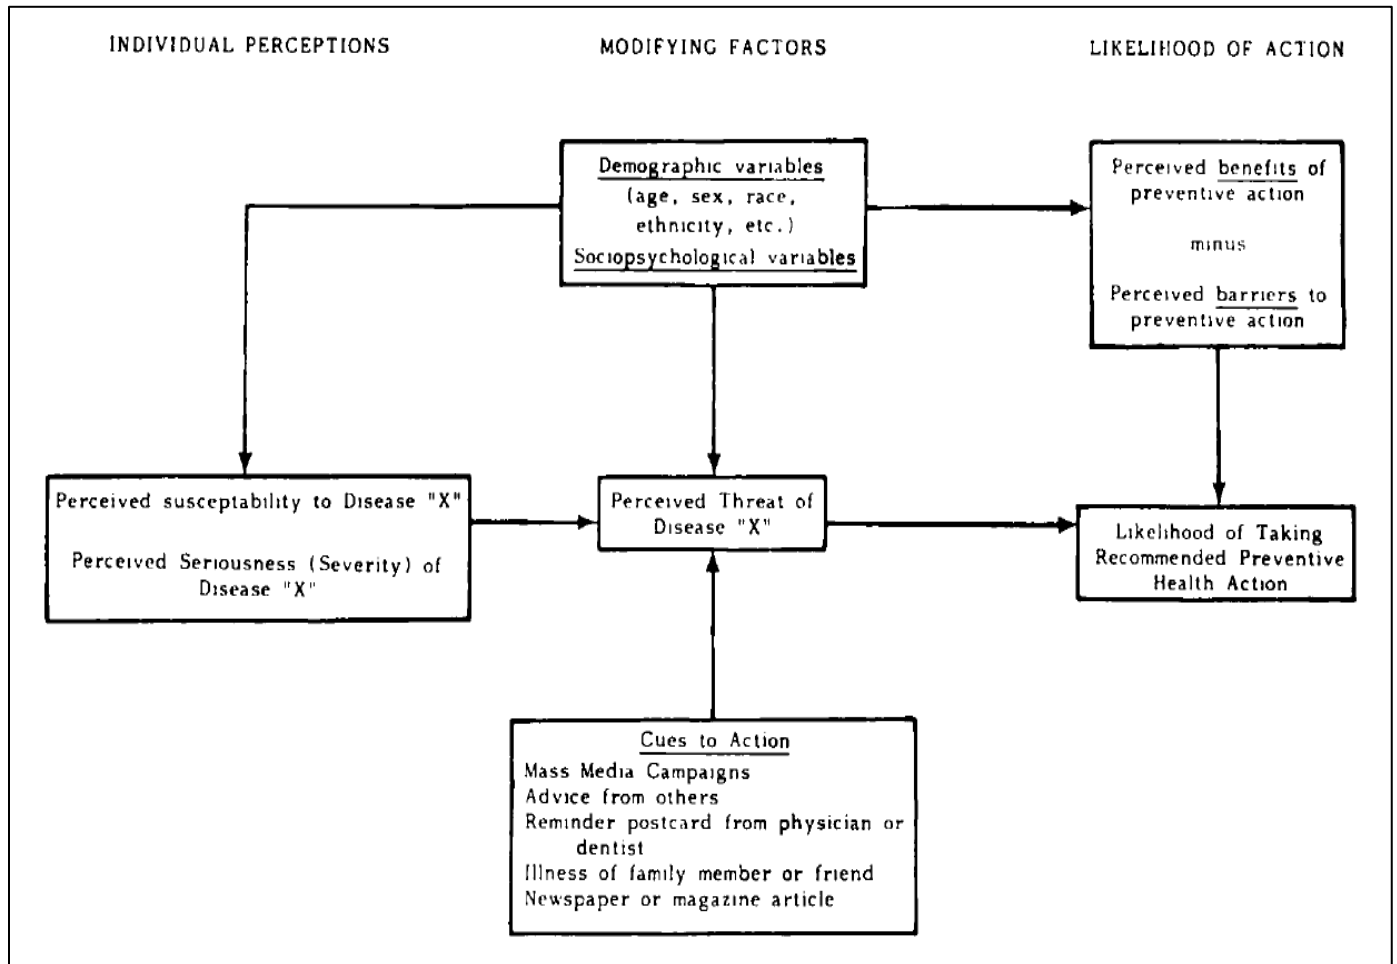 INDIVIDUAL PERCEPTIONS
MODIFYING FACTORS
LIKELIHOOD OF ACTION
Demographic variables
(age, sex, race,
ethnicity, etc.)
Sociopsychological variables
Perceived benefits of
preventive action
minus
Perceived barriers to
preventive action
Perceived susceptability to Disease "X"
Perceived Seriousness (Severity) of
Disease "X"
Perceived Threat of
Disease "X"
Likelihood of Taking
Recommended Preventive
Health Action
Cues to Action
Mass Media Campaigns
Advice from others
Reminder postcard from physician or
dentist
Illness of family member or friend
Newspaper or magazine article